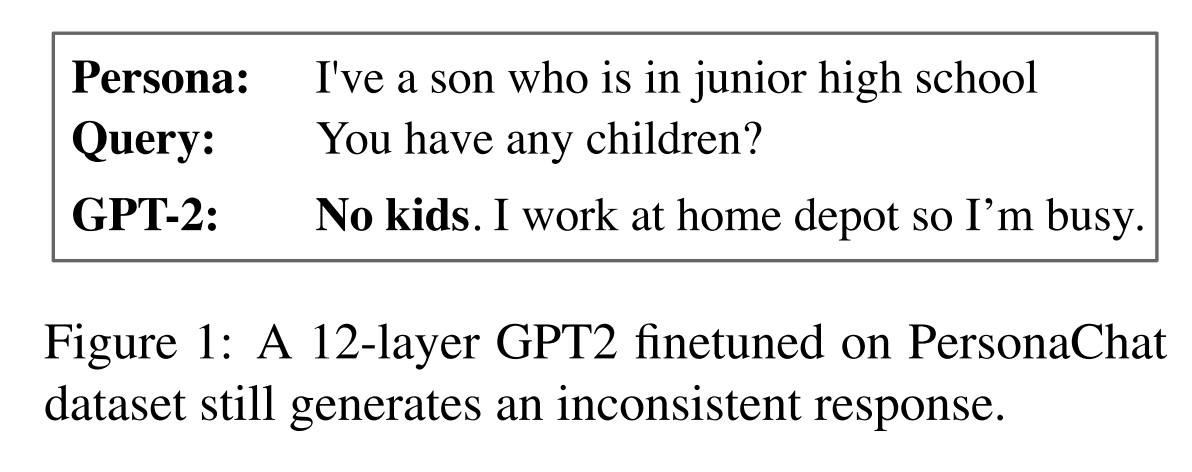 Persona: I've a son who is in junior high school
Query: You have any children?
GPT-2: No kids. I work at home depot so I’m busy.
Figure 1: A 12-layer GPT2 finetuned on PersonaChat
dataset still generates an inconsistent response.